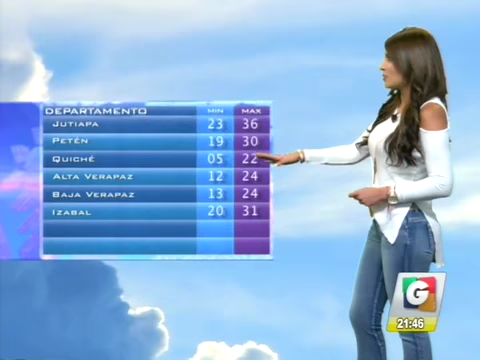 DEPARTAMENTO MIN MAX
JUTIAPA 23 36
PETÉN 19 30
QUICHÉ 05 22
ALTA VERAPAZ 12 24
BAJA VERAPAZ 13 24
IZABAL 20 31
G
21:46